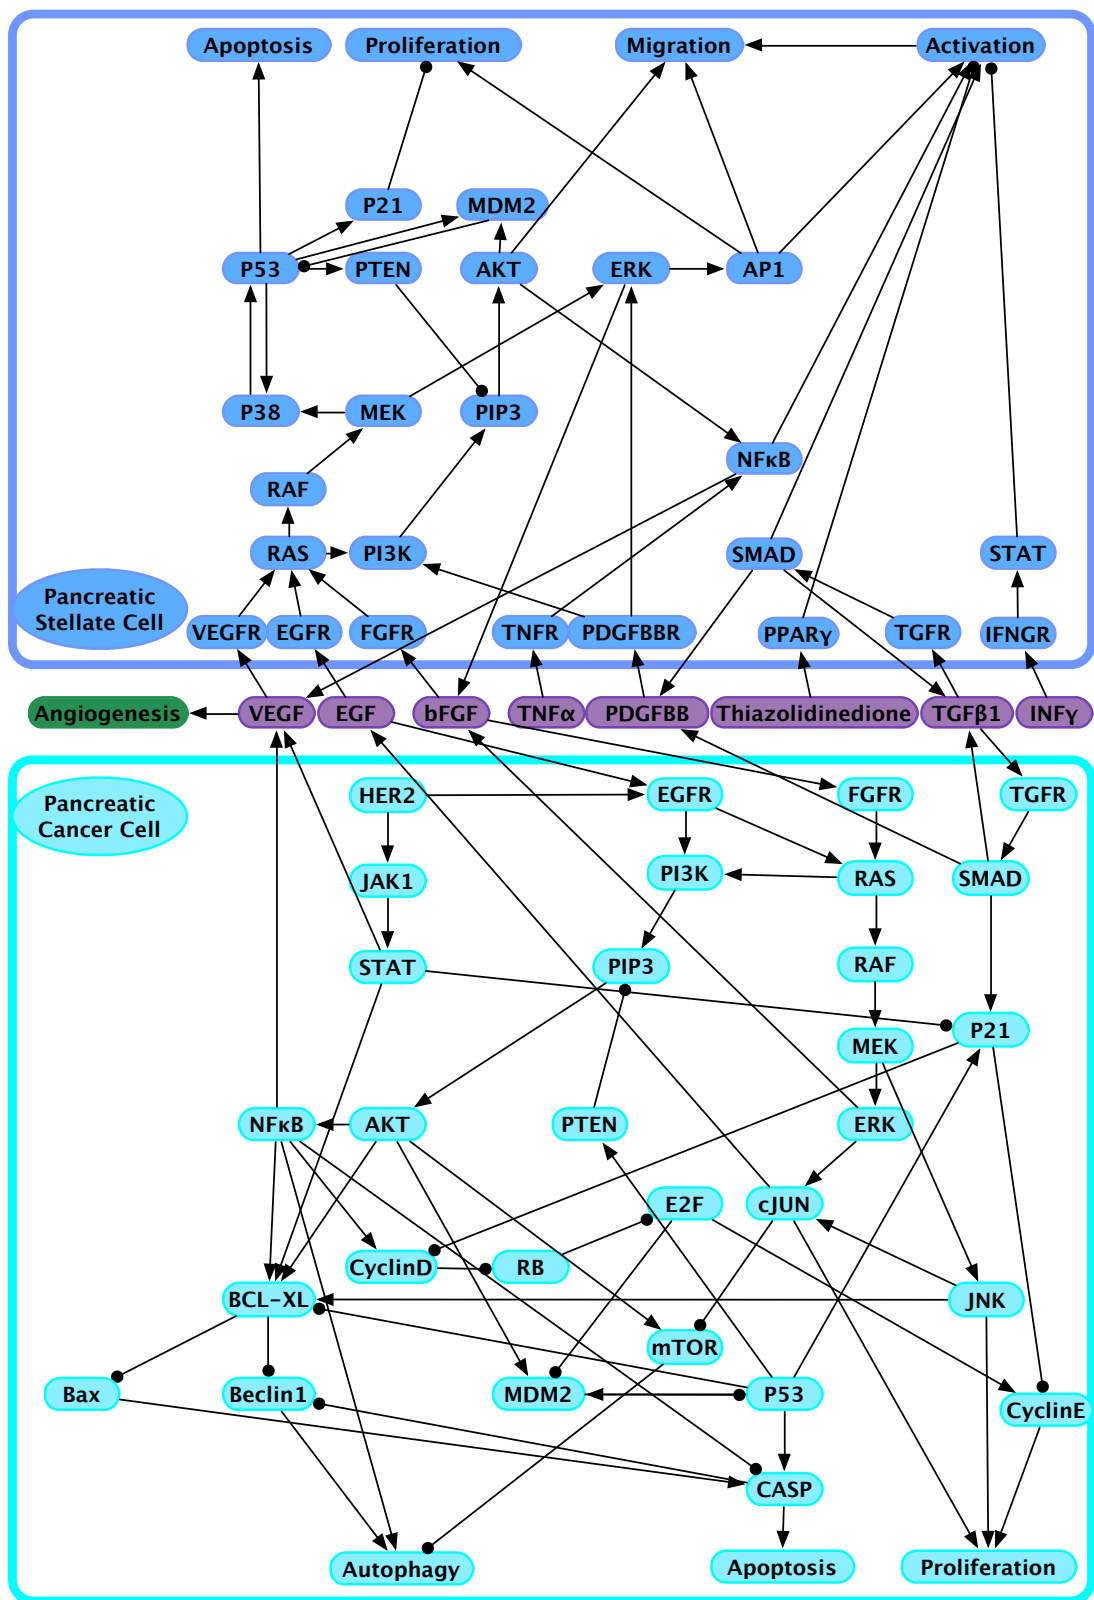 Apoptosis
Proliferation
Migration
Activation
P21
MDM2
P53
PTEN
AKT
ERK
AP1
P38
MEK
PIP3
NFκB
RAF
RAS
PI3K
SMAD
STAT
Pancreatic
Stellate Cell
VEGFR
EGFR
FGFR
TNFR
PDGFBBR
PPARγ
TGFR
IFNGR
Angiogenesis
VEGF
EGF
bFGF
TNFα
PDGFBB
Thiazolidinedione
TGFβ1
INFγ
Pancreatic
Cancer Cell
HER2
EGFR
FGFR
TGFR
JAK1
PI3K
RAS
SMAD
STAT
PIP3
RAF
P21
MEK
NFκB
AKT
PTEN
ERK
E2F
cJUN
CyclinD
RB
BCL-XL
JNK
mTOR
Bax
Beclin1
MDM2
P53
CyclinE
CASP
Autophagy
Apoptosis
Proliferation